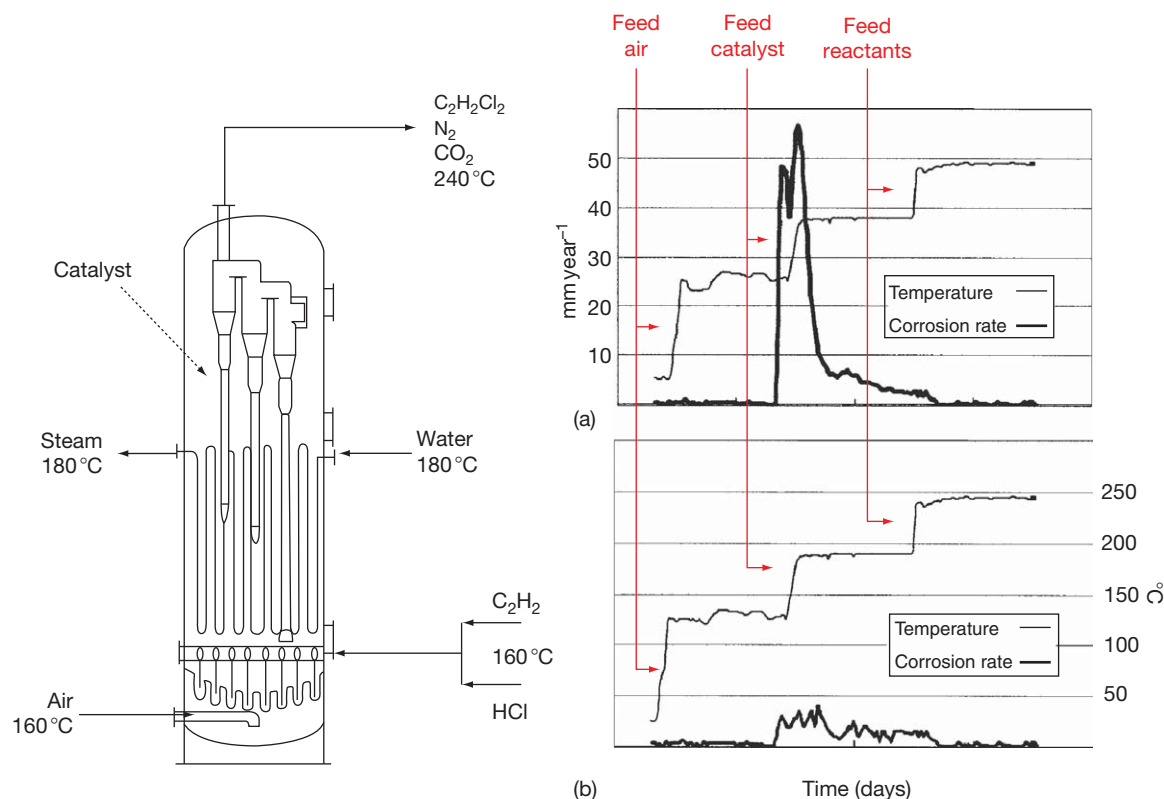 C₂H₂Cl₂
N₂
CO₂
240 °C
Catalyst
Steam
180 °C
Water
180 °C
C₂H₂
160 °C
HCl
Air
160 °C
Feed
air
Feed
catalyst
Feed
reactants
mm year⁻¹
50
40
30
20
10
Temperature
Corrosion rate
(a)
250
200
150
100
50
°C
Temperature
Corrosion rate
(b)
Time (days)